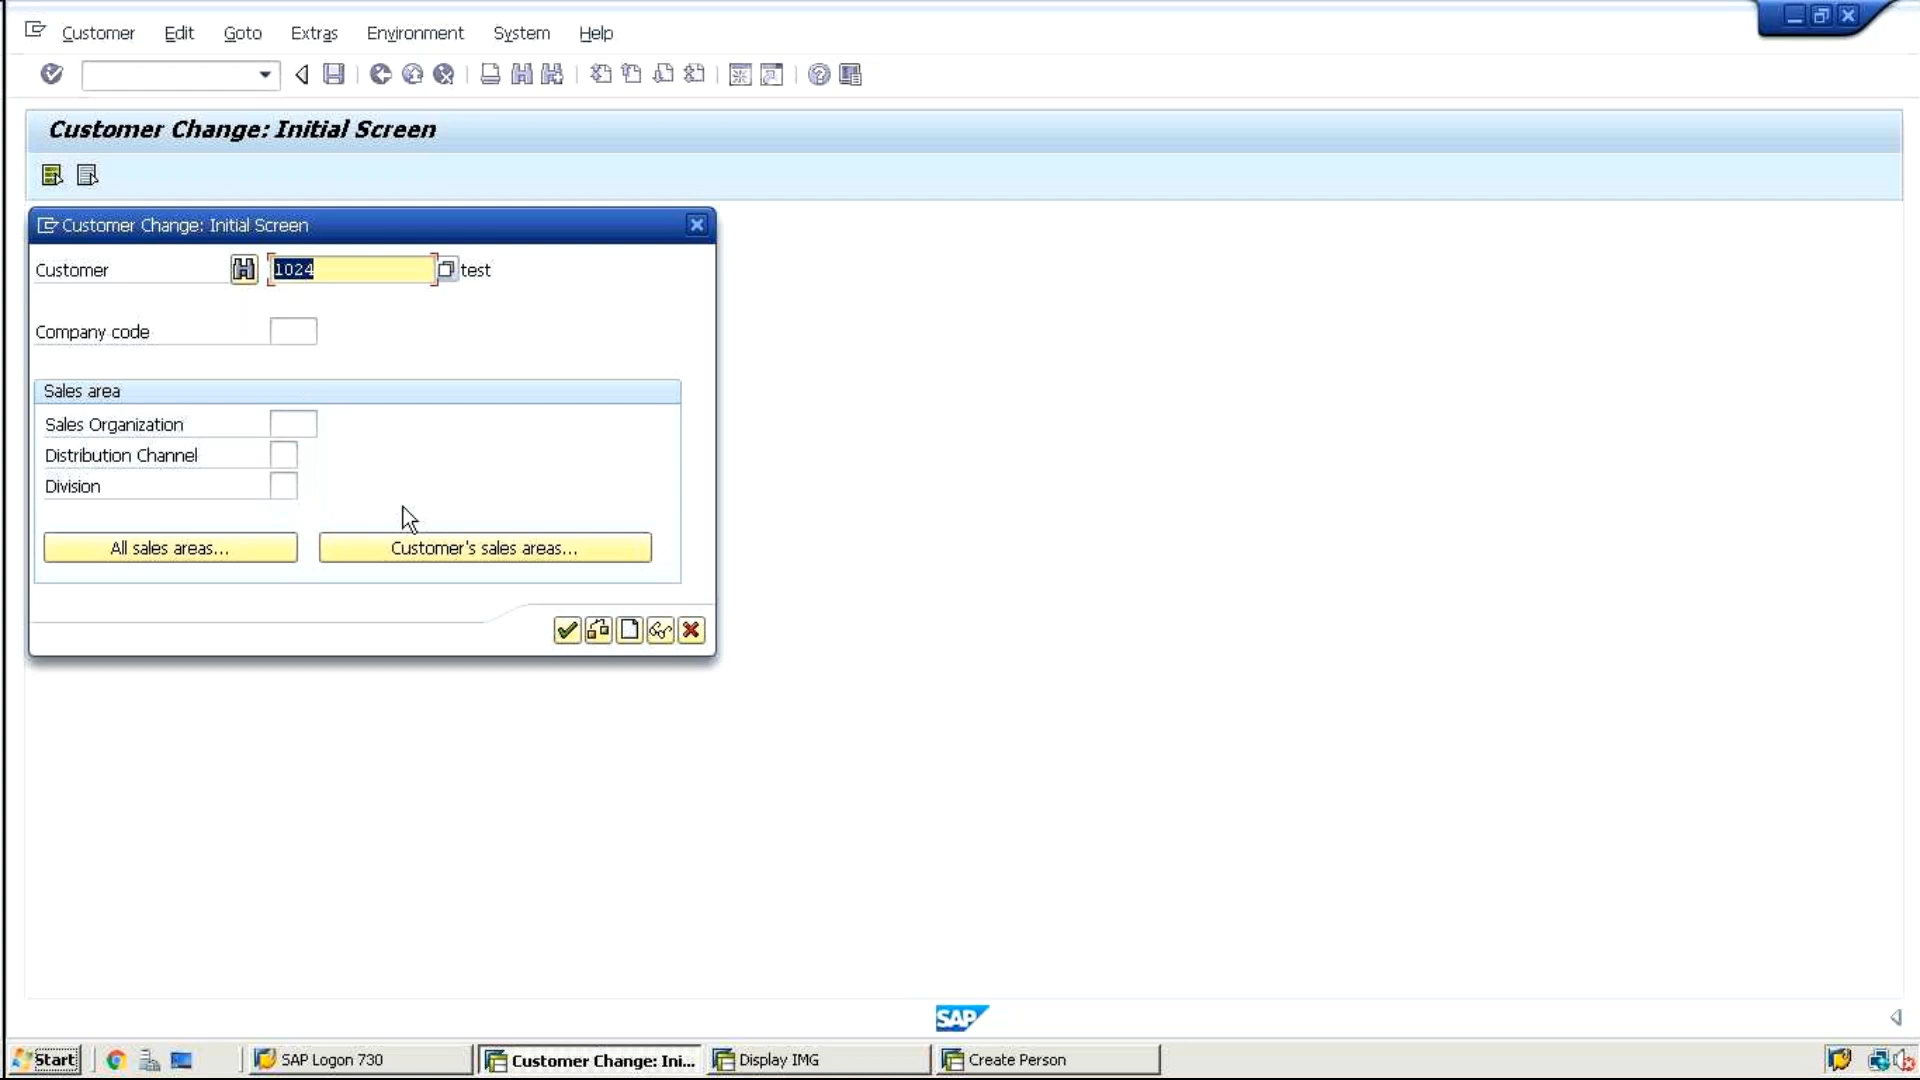 Customer Edit Goto Extras Environment System Help
Customer Change: Initial Screen
Customer Change: Initial Screen
Customer 1024 test
Company code
Sales area
Sales Organization
Distribution Channel
Division
All sales areas... Customer's sales areas...
SAP
Start SAP Logon 730 Customer Change: Ini... Display IMG Create Person